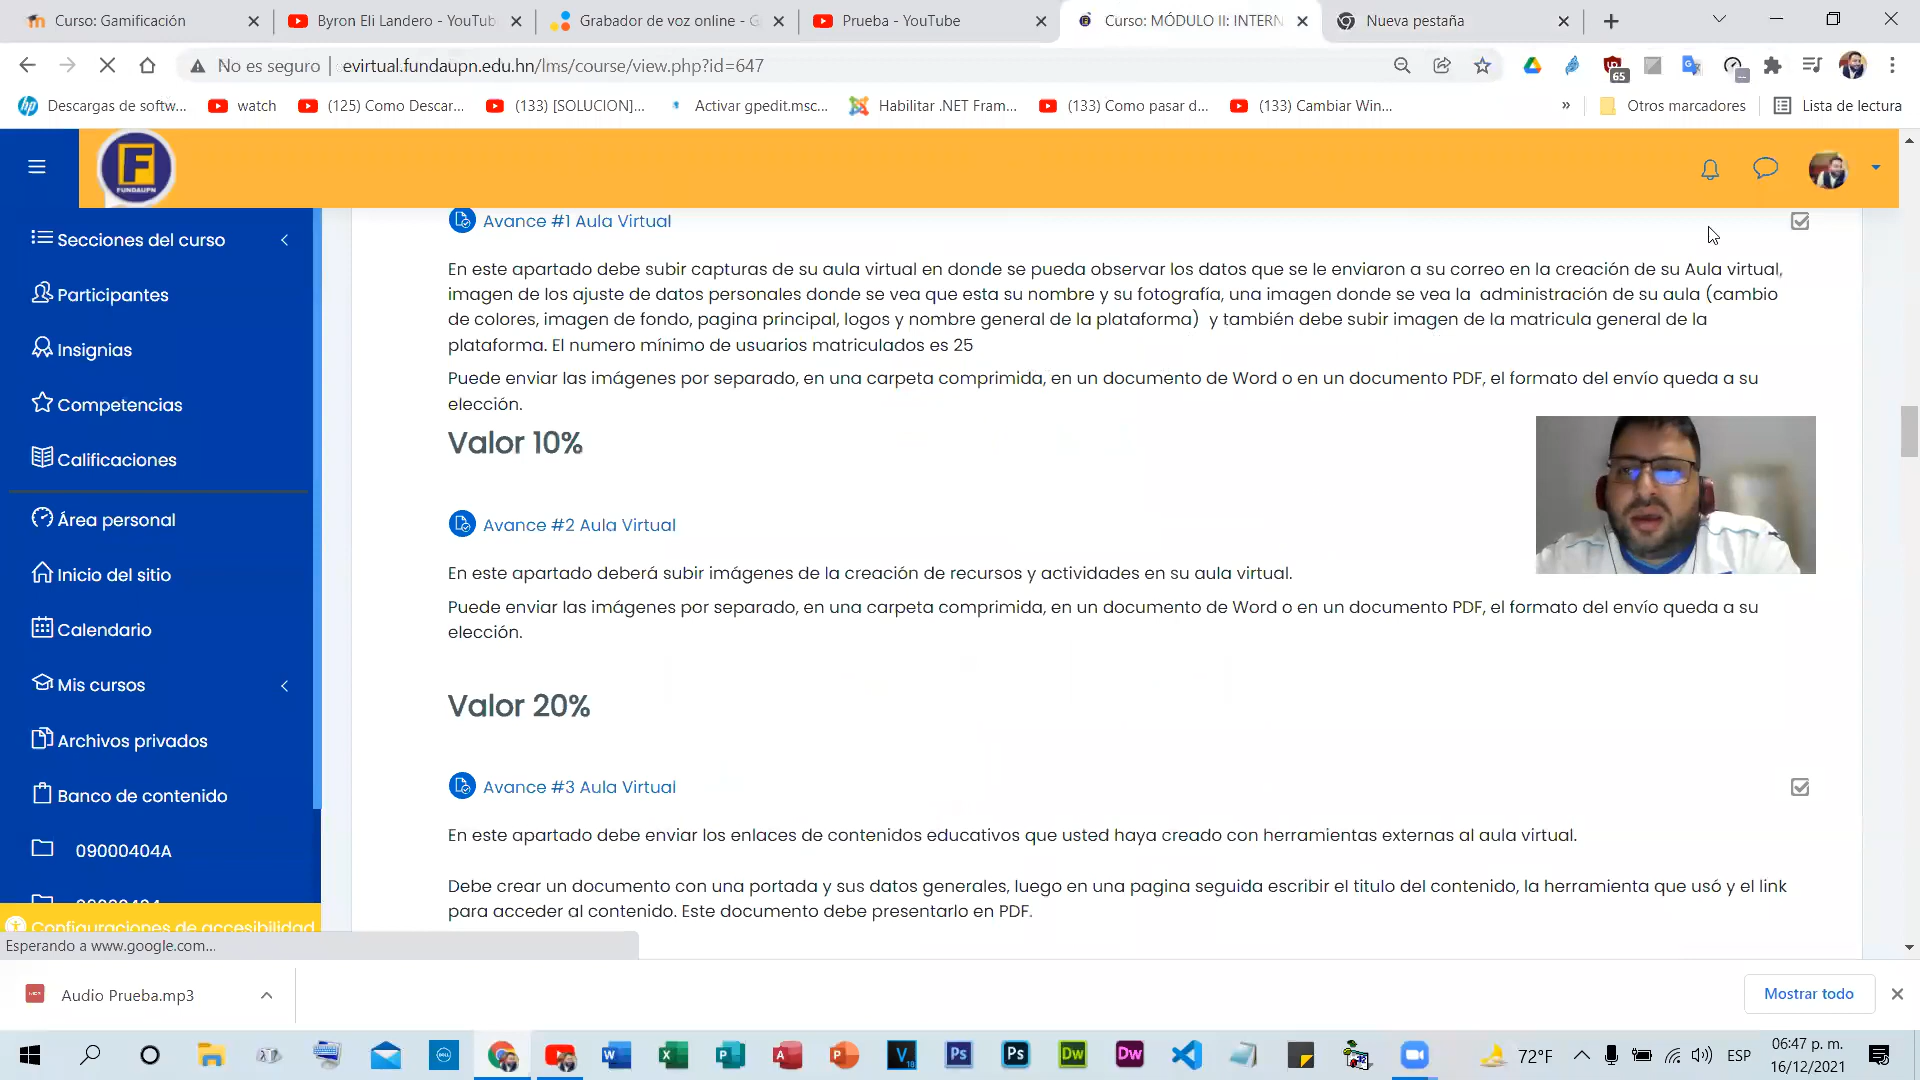 Curso: Gamificación
Byron Eli Landero - YouTub
Grabador de voz online - G
Prueba - YouTube
Curso: MÓDULO II: INTERN
Nueva pestaña
No es seguro | evirtual.fundaupn.edu.hn/lms/course/view.php?id=647
65
Descargas de softw...
watch
(125) Como Descar...
(133) [SOLUCION]...
Activar gpedit.msc...
Habilitar .NET Fram...
(133) Como pasar d...
(133) Cambiar Win...
»
Otros marcadores
Lista de lectura
F
FUNDAUPN
Secciones del curso
Participantes
Insignias
Competencias
Calificaciones
Área personal
Inicio del sitio
Calendario
Mis cursos
Archivos privados
Banco de contenido
09000404A
Configuraciones de accesibilidad
Esperando a www.google.com...
Avance #1 Aula Virtual
En este apartado debe subir capturas de su aula virtual en donde se pueda observar los datos que se le enviaron a su correo en la creación de su Aula virtual,
imagen de los ajuste de datos personales donde se vea que esta su nombre y su fotografía, una imagen donde se vea la administración de su aula (cambio
de colores, imagen de fondo, pagina principal, logos y nombre general de la plataforma) y también debe subir imagen de la matricula general de la
plataforma. El numero mínimo de usuarios matriculados es 25
Puede enviar las imágenes por separado, en una carpeta comprimida, en un documento de Word o en un documento PDF, el formato del envío queda a su
elección.
Valor 10%
Avance #2 Aula Virtual
En este apartado deberá subir imágenes de la creación de recursos y actividades en su aula virtual.
Puede enviar las imágenes por separado, en una carpeta comprimida, en un documento de Word o en un documento PDF, el formato del envío queda a su
elección.
Valor 20%
Avance #3 Aula Virtual
En este apartado debe enviar los enlaces de contenidos educativos que usted haya creado con herramientas externas al aula virtual.
Debe crear un documento con una portada y sus datos generales, luego en una pagina seguida escribir el titulo del contenido, la herramienta que usó y el link
para acceder al contenido. Este documento debe presentarlo en PDF.
Audio Prueba.mp3
Mostrar todo
72°F
ESP
06:47 p. m.
16/12/2021